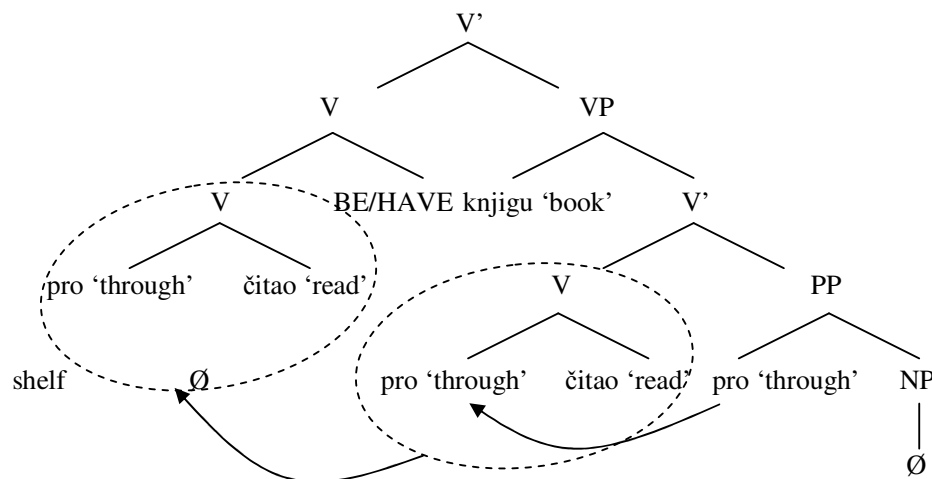 V’
V VP
V BE/HAVE knjigu ‘book’ V’
pro ‘through’ čitao ‘read’ V PP
shelf Ø pro ‘through’ čitao ‘read’ pro ‘through’ NP
Ø